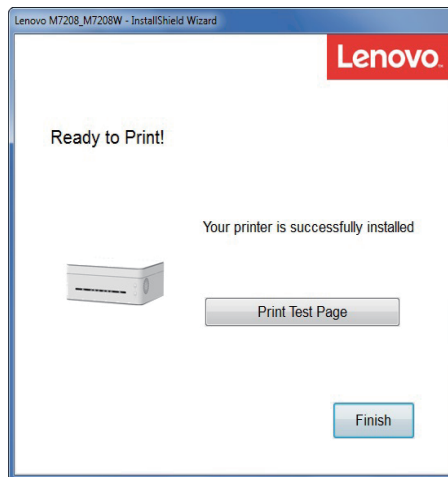 Lenovo M7208_M7208W - InstallShield Wizard
Lenovo.
Ready to Print!
Your printer is successfully installed
Print Test Page
Finish